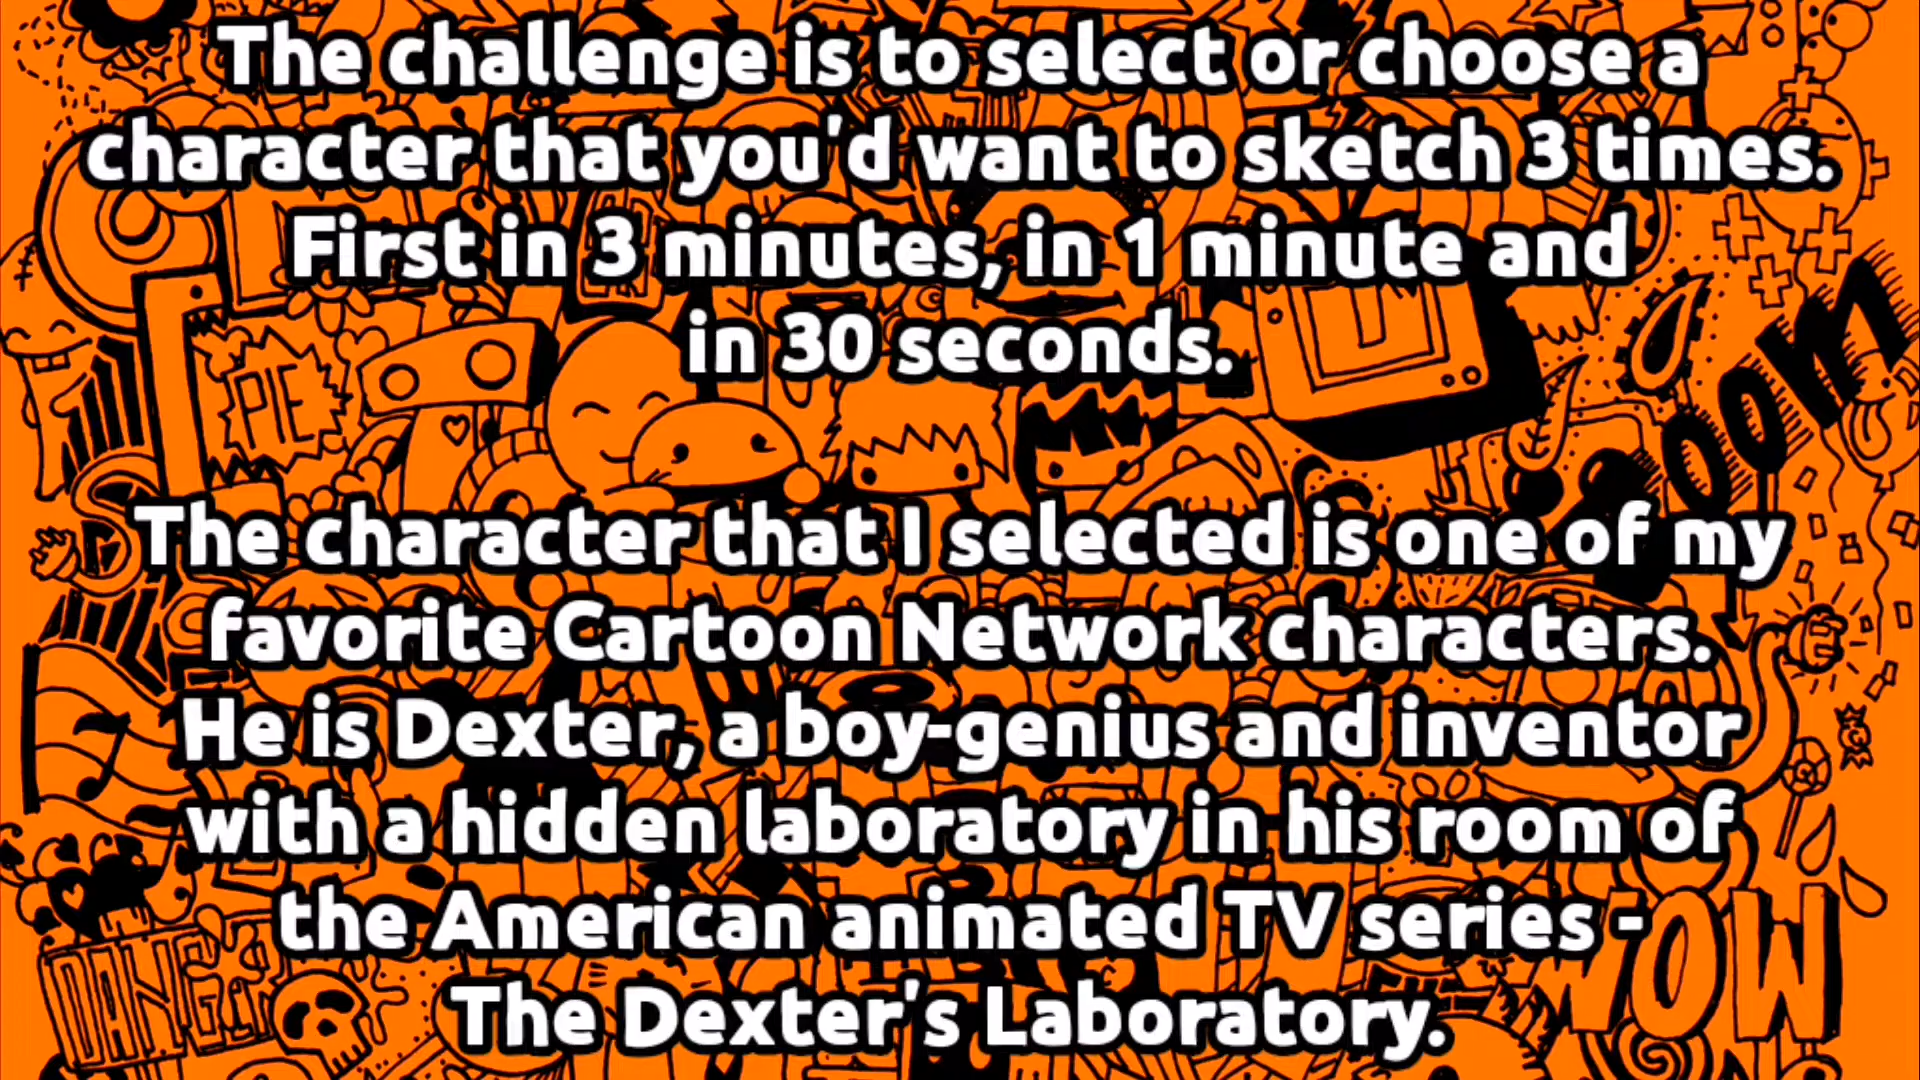 The challenge is to select or choose a
character that you'd want to sketch 3 times.
First in 3 minutes, in 1 minute and
in 30 seconds.
The character that I selected is one of my
favorite Cartoon Network characters.
He is Dexter, a boy-genius and inventor
with a hidden laboratory in his room of
the American animated TV series -
The Dexter's Laboratory.
PIE
WOW